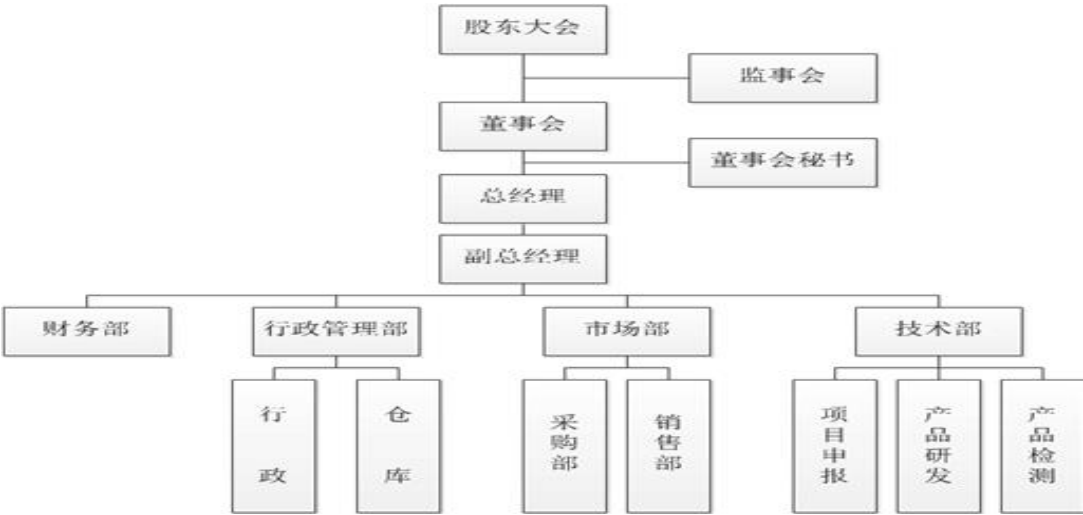 股东大会
监事会
董事会
董事会秘书
总经理
副总经理
财务部
行政管理部
市场部
技术部
行政
仓库
采购部
销售部
项目申报
产品研发
产品检测